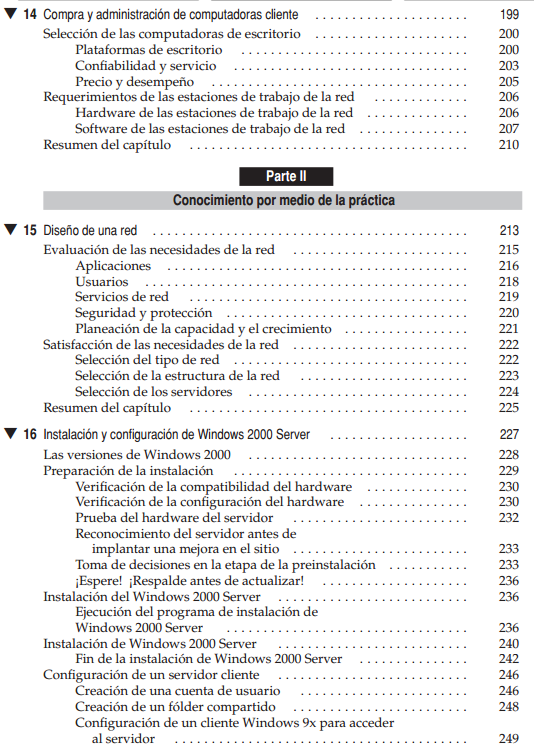 ▼ 14 Compra y administración de computadoras cliente . . . . . . . . . . . . . . 199
Selección de las computadoras de escritorio . . . . . . . . . . . . . . . 200
Plataformas de escritorio . . . . . . . . . . . . . . . . . . . . 200
Confiabilidad y servicio . . . . . . . . . . . . . . . . . . . . . 203
Precio y desempeño . . . . . . . . . . . . . . . . . . . . . . . 205
Requerimientos de las estaciones de trabajo de la red . . . . . . . . . 206
Hardware de las estaciones de trabajo de la red . . . . . . . . . 206
Software de las estaciones de trabajo de la red . . . . . . . . . . 207
Resumen del capítulo . . . . . . . . . . . . . . . . . . . . . . . . . 210
Parte II
Conocimiento por medio de la práctica
▼ 15 Diseño de una red . . . . . . . . . . . . . . . . . . . . . . . . . . . . 213
Evaluación de las necesidades de la red . . . . . . . . . . . . . . . . 215
Aplicaciones . . . . . . . . . . . . . . . . . . . . . . . . . . . 216
Usuarios . . . . . . . . . . . . . . . . . . . . . . . . . . . . 218
Servicios de red . . . . . . . . . . . . . . . . . . . . . . . . . 219
Seguridad y protección . . . . . . . . . . . . . . . . . . . . . . 220
Planeación de la capacidad y el crecimiento . . . . . . . . . . . 221
Satisfacción de las necesidades de la red . . . . . . . . . . . . . . . . 222
Selección del tipo de red . . . . . . . . . . . . . . . . . . . . . 222
Selección de la estructura de la red . . . . . . . . . . . . . . . 223
Selección de los servidores . . . . . . . . . . . . . . . . . . . . 224
Resumen del capítulo . . . . . . . . . . . . . . . . . . . . . . . . . 225
▼ 16 Instalación y configuración de Windows 2000 Server . . . . . . . . . . . . . 227
Las versiones de Windows 2000 . . . . . . . . . . . . . . . . . . . . 228
Preparación de la instalación . . . . . . . . . . . . . . . . . . . . . 229
Verificación de la compatibilidad del hardware . . . . . . . . . 230
Verificación de la configuración del hardware . . . . . . . . . . 230
Prueba del hardware del servidor . . . . . . . . . . . . . . . . 232
Reconocimiento del servidor antes de
implantar una mejora en el sitio . . . . . . . . . . . . . . . . 233
Toma de decisiones en la etapa de la preinstalación . . . . . . . 233
¡Espere! ¡Respalde antes de actualizar! . . . . . . . . . . . . . 236
Instalación del Windows 2000 Server . . . . . . . . . . . . . . . . . 236
Ejecución del programa de instalación de
Windows 2000 Server . . . . . . . . . . . . . . . . . . . . . . 236
Instalación de Windows 2000 Server . . . . . . . . . . . . . . . . . 240
Fin de la instalación de Windows 2000 Server . . . . . . . . . . 242
Configuración de un servidor cliente . . . . . . . . . . . . . . . . . 246
Creación de una cuenta de usuario . . . . . . . . . . . . . . . 246
Creación de un fólder compartido . . . . . . . . . . . . . . . . 248
Configuración de un cliente Windows 9x para acceder
al servidor . . . . . . . . . . . . . . . . . . . . . . . . . . 249